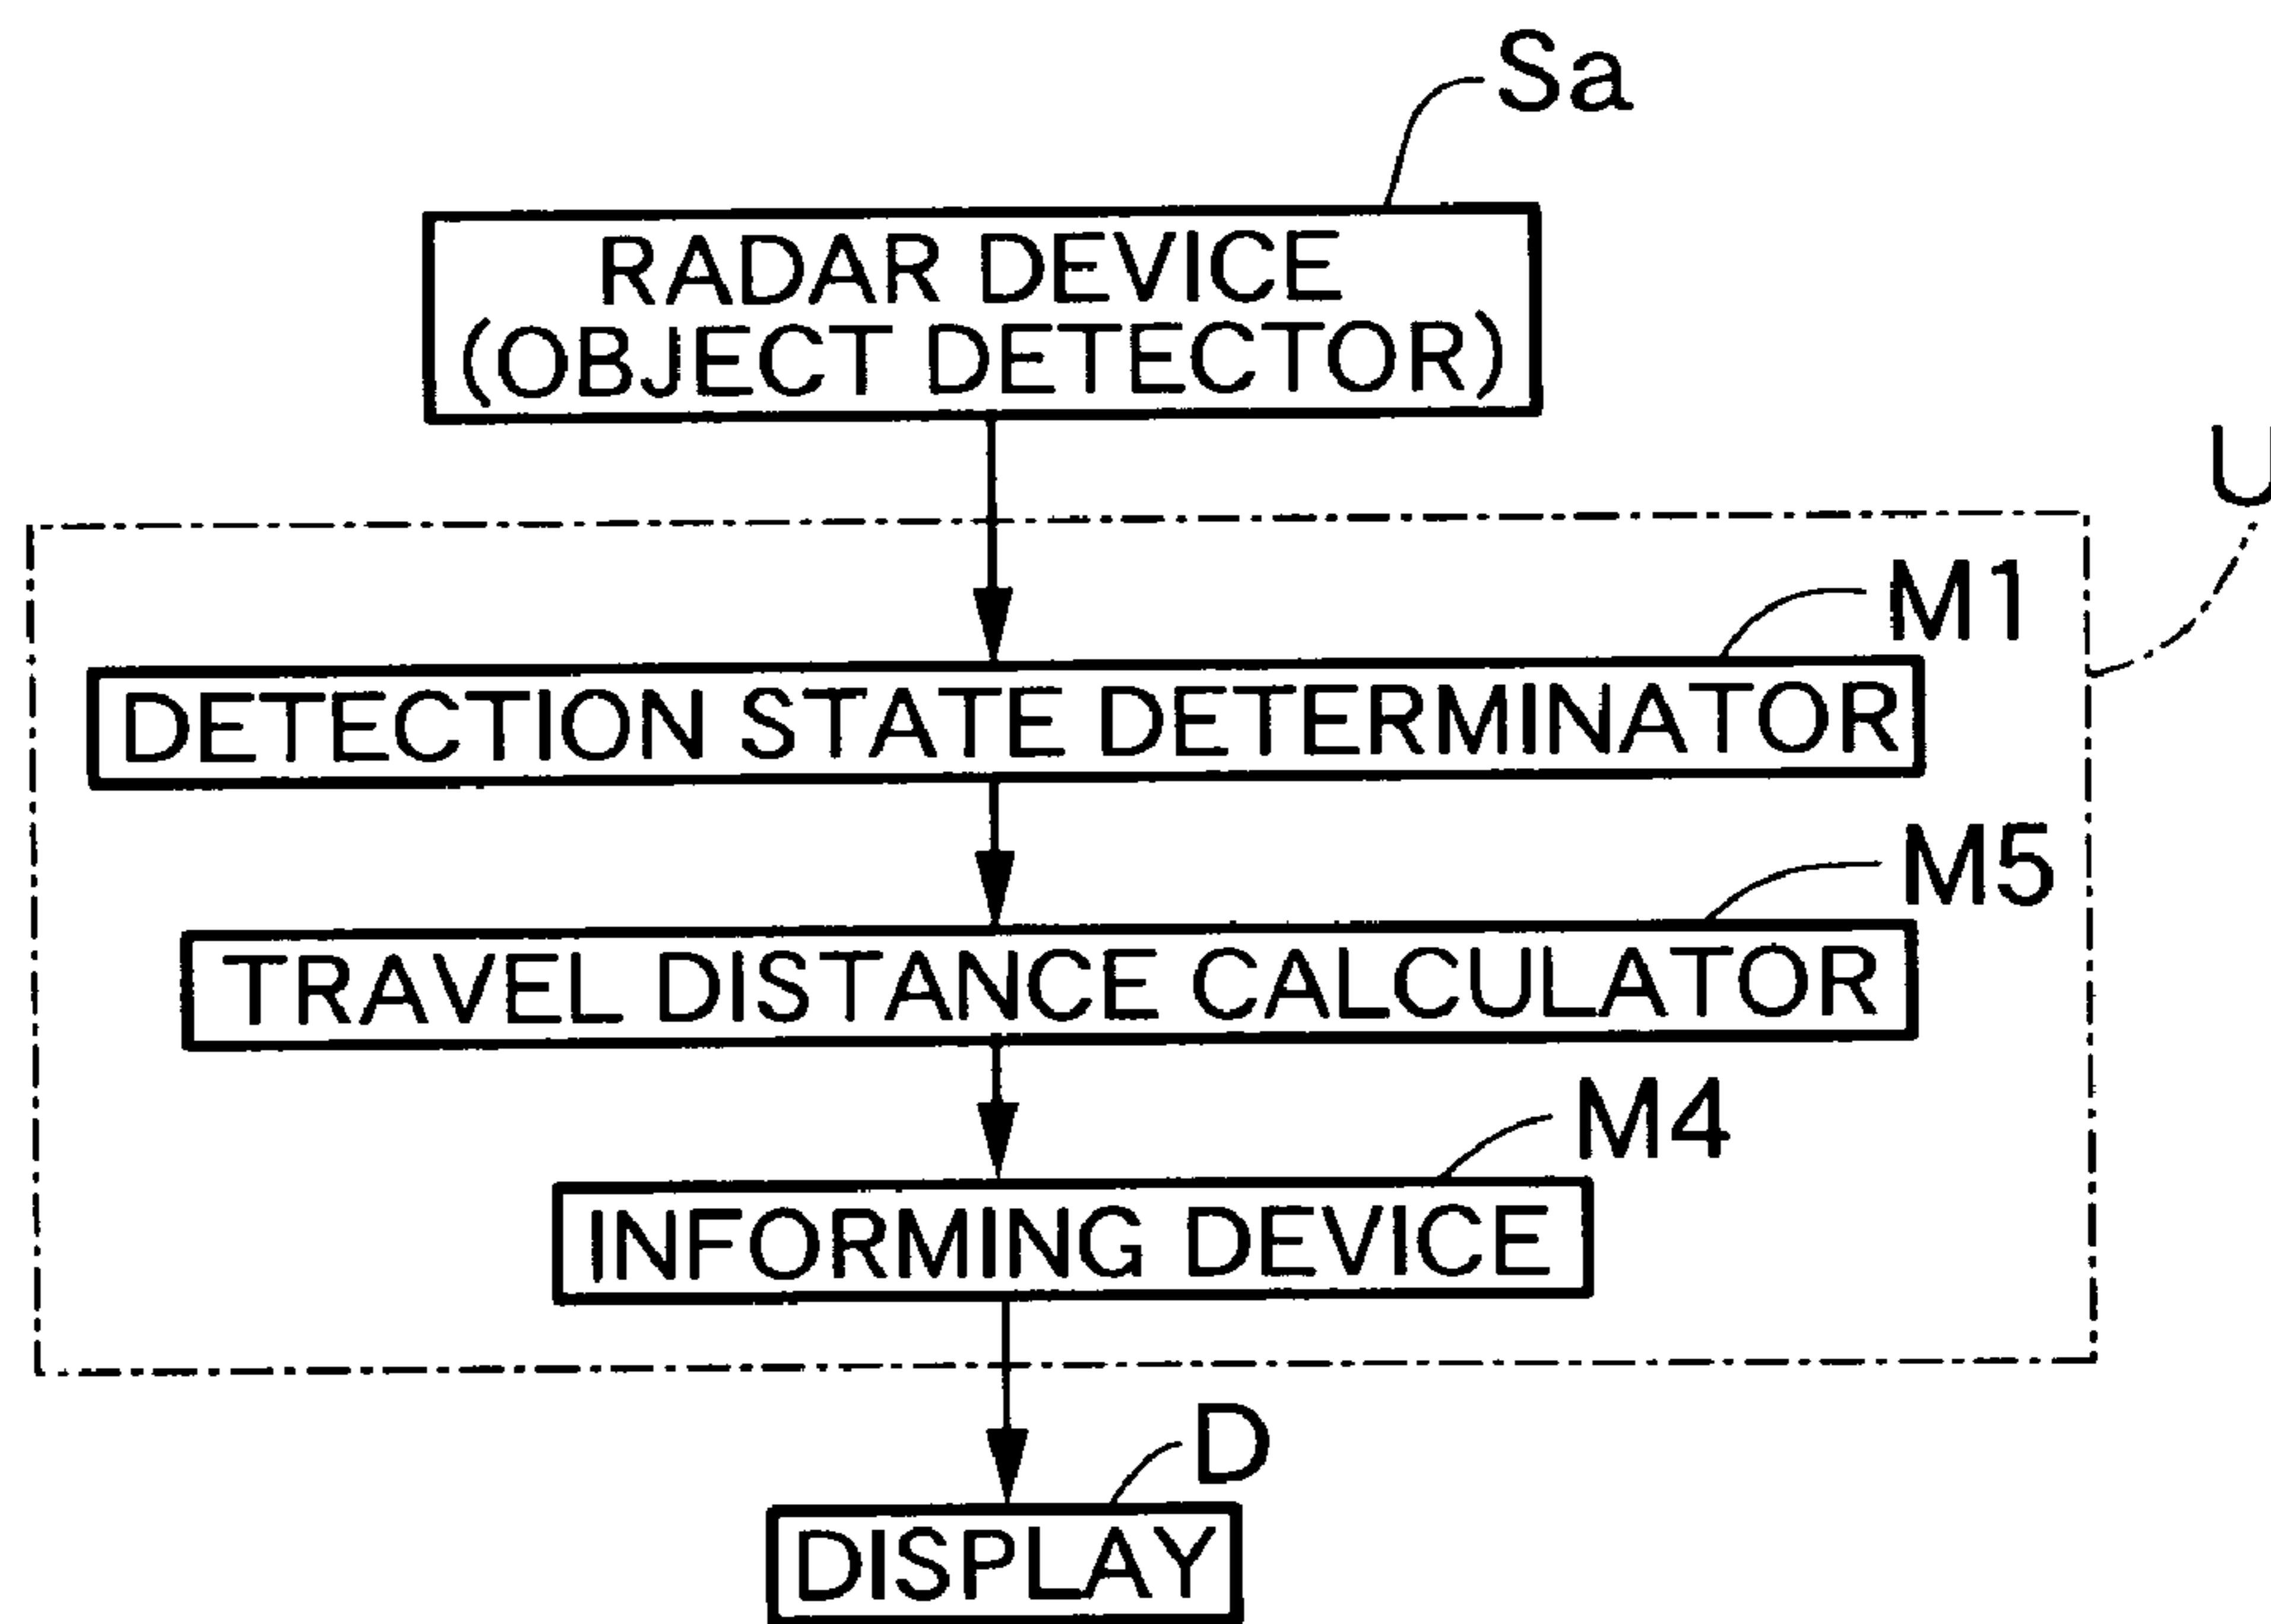 Sa
RADAR DEVICE
(OBJECT DETECTOR)
U
M1
DETECTION STATE DETERMINATOR
M5
TRAVEL DISTANCE CALCULATOR
M4
INFORMING DEVICE
D
DISPLAY